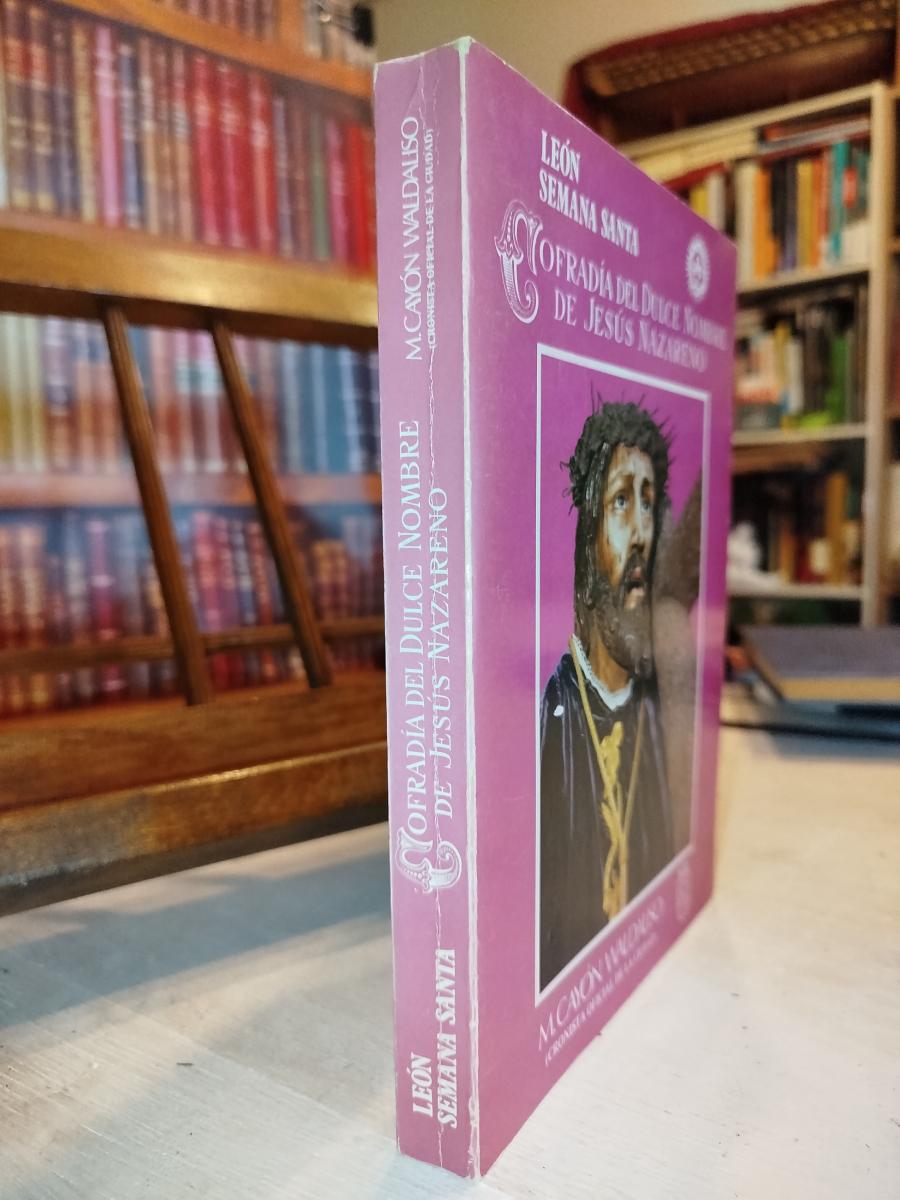 LEÓN
SEMANA SANTA
COFRADÍA DEL DULCE NOMBRE
DE JESÚS NAZARENO
M. CAYÓN WALDALISO
(CRONISTA OFICIAL DE LA CIUDAD)
LEÓN
SEMANA SANTA
COFRADÍA DEL DULCE NOMBRE
DE JESÚS NAZARENO
M. CAYÓN WALDALISO
(CRONISTA OFICIAL DE LA CIUDAD)